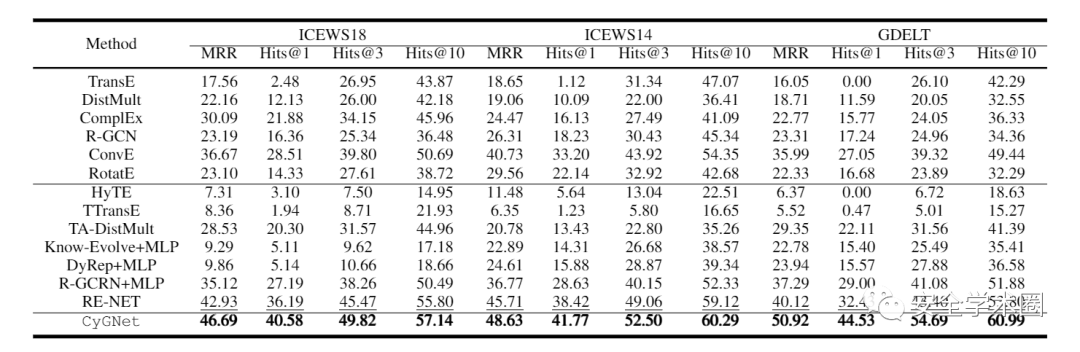 Method ICEWS18 ICEWS14 GDELT
MRR Hits@1 Hits@3 Hits@10 MRR Hits@1 Hits@3 Hits@10 MRR Hits@1 Hits@3 Hits@10
TransE 17.56 2.48 26.95 43.87 18.65 1.12 31.34 47.07 16.05 0.00 26.10 42.29
DistMult 22.16 12.13 26.00 42.18 19.06 10.09 22.00 36.41 18.71 11.59 20.05 32.55
ComplEx 30.09 21.88 34.15 45.96 24.47 16.13 27.49 41.09 22.77 15.77 24.05 36.33
R-GCN 23.19 16.36 25.34 36.48 26.31 18.23 30.43 45.34 23.31 17.24 24.96 34.36
ConvE 36.67 28.51 39.80 50.69 40.73 33.20 43.92 54.35 35.99 27.05 39.32 49.44
RotatE 23.10 14.33 27.61 38.72 29.56 22.14 32.92 42.68 22.33 16.68 23.89 32.29
HyTE 7.31 3.10 7.50 14.95 11.48 5.64 13.04 22.51 6.37 0.00 6.72 18.63
TTransE 8.36 1.94 8.71 21.93 6.35 1.23 5.80 16.65 5.52 0.47 5.01 15.27
TA-DistMult 28.53 20.30 31.57 44.96 20.78 13.43 22.80 35.26 29.35 22.11 31.56 41.39
Know-Evolve+MLP 9.29 5.11 9.62 17.18 22.89 14.31 26.68 38.57 22.78 15.40 25.49 35.41
DyRep+MLP 9.86 5.14 10.66 18.66 24.61 15.88 28.87 39.34 23.94 15.57 27.88 36.58
R-GCRN+MLP 35.12 27.19 38.26 50.49 36.77 28.63 40.15 52.33 37.29 29.00 41.08 51.88
RE-NET 42.93 36.19 45.47 55.80 45.71 38.42 49.06 59.12 40.12
CyGNet 46.69 40.58 49.82 57.14 48.63 41.77 52.50 60.29 50.92 44.53 54.69 60.99
安全学术圈